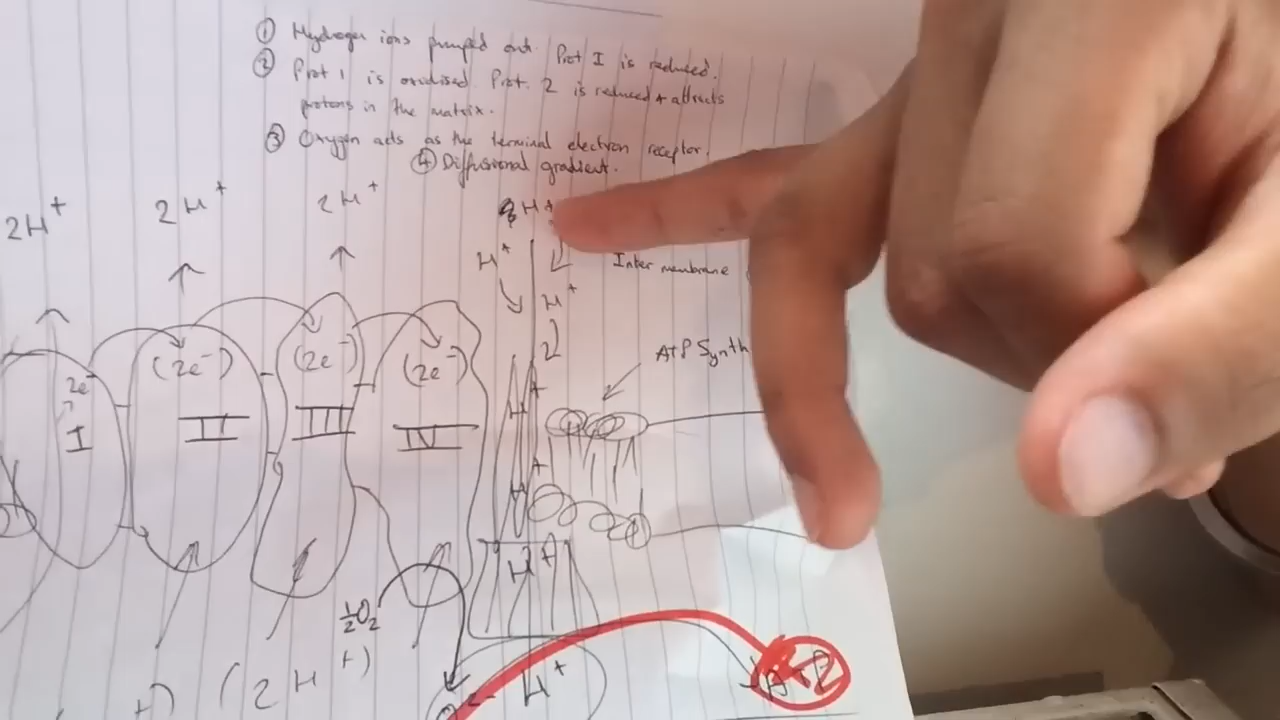 ① Hydrogen ions pumped out. Prot I is reduced.
② Prot 1 is oxidised. Prot. 2 is reduced + attracts
protons in the matrix.
③ Oxygen acts as the terminal electron receptor.
④ Diffusional gradient.
2H+ 2H+ 2H+ H+
H+ Inter membrane
H+
ATP Synth
2e- (2e-) (2e-) (2e-)
I II III IV
H+
H+
H+
½O2
(2H+)
H+
ATP